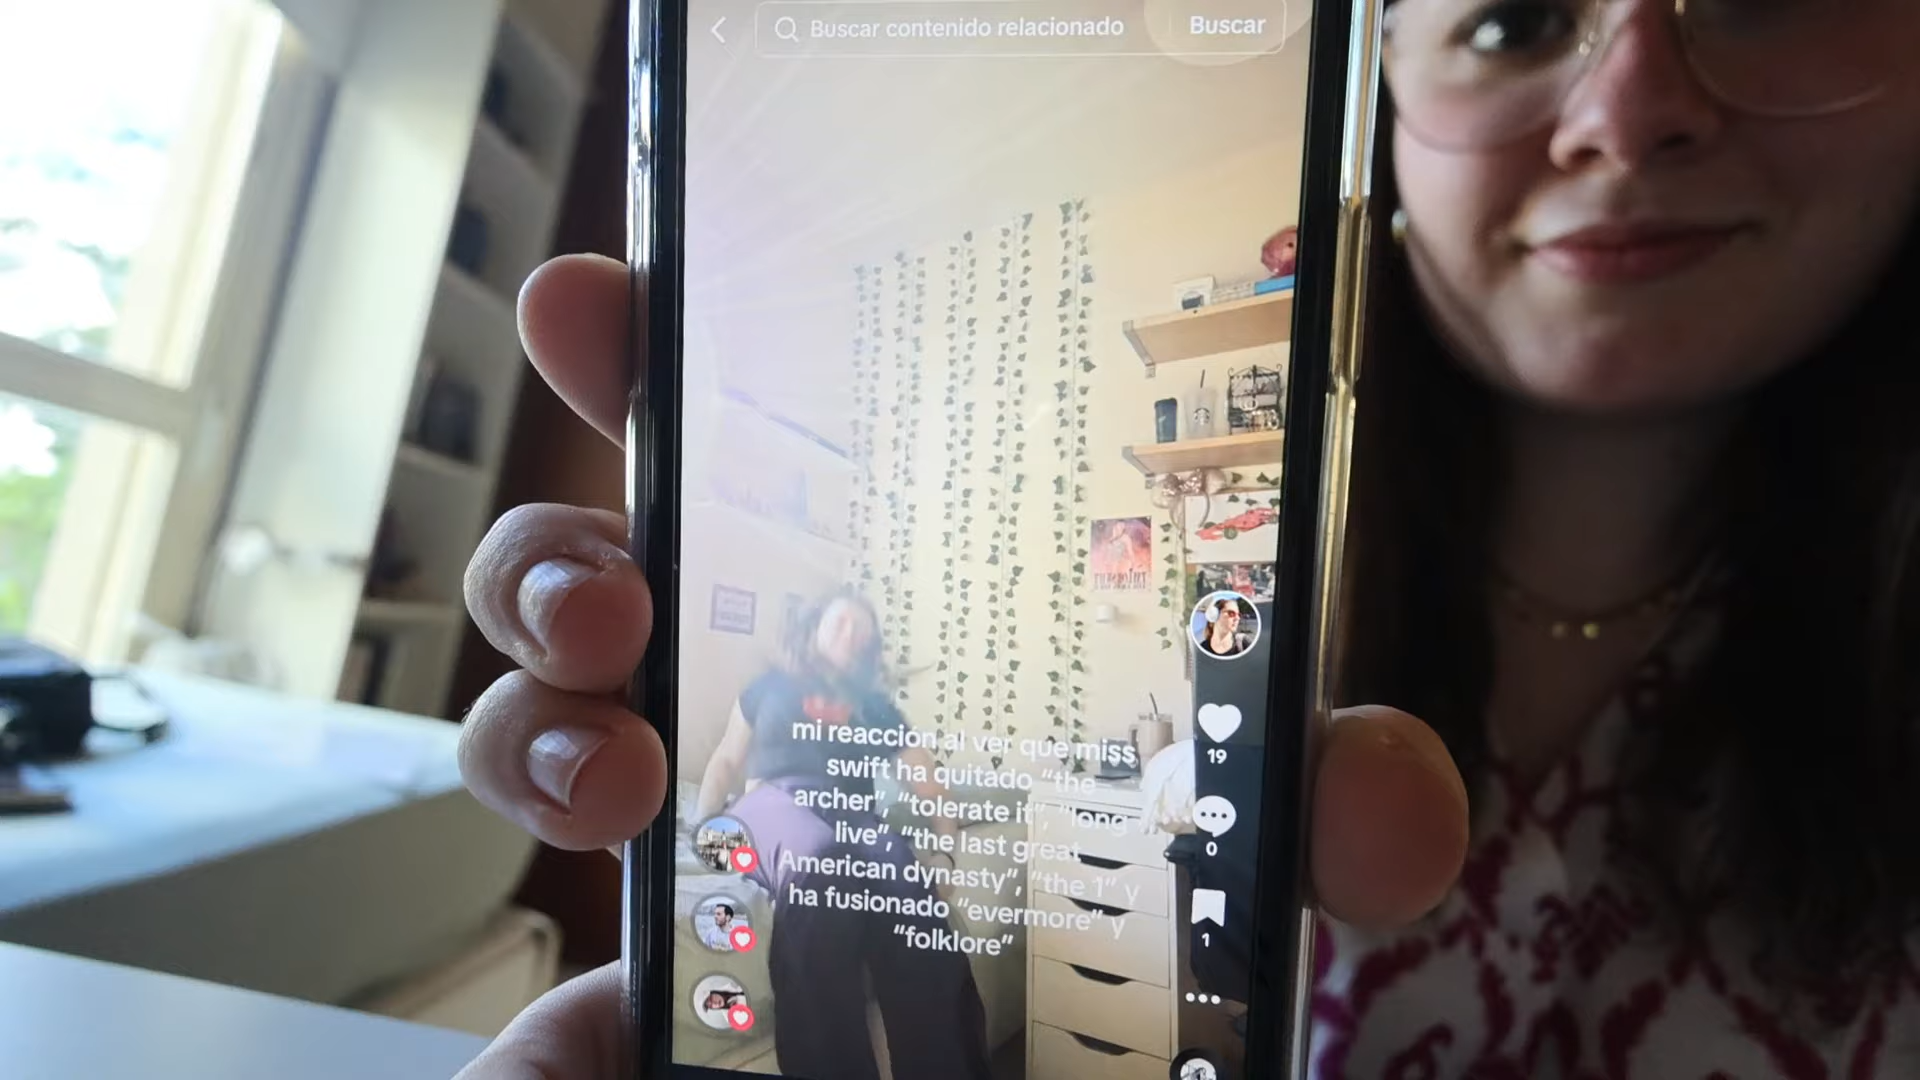 Buscar contenido relacionado
Buscar
mi reacción al ver que miss
swift ha quitado “the
archer”, “tolerate it”, “long
live”, “the last great
American dynasty”, “the 1” y
ha fusionado “evermore” y
“folklore”
19
0
1